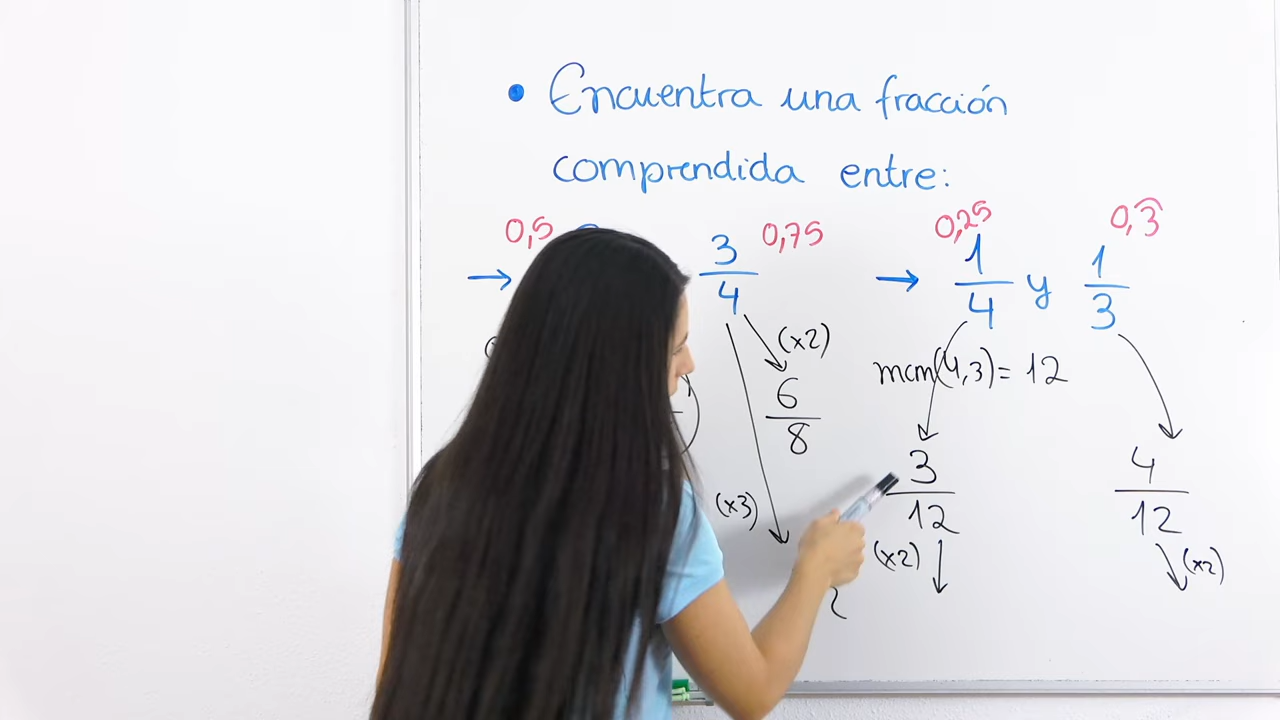 • Encuentra una fracción
comprendida entre:
0,5 0,75 0,25 0,3̂
→ 3/4 → 1/4 y 1/3
(x2) mcm(4,3) = 12
6/8
3/12 4/12
(x3)
(x2) (x2)